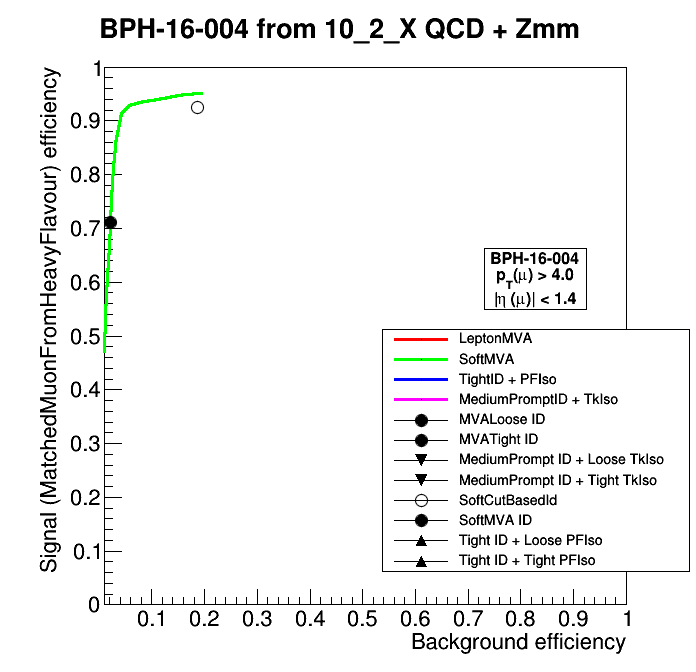 BPH-16-004 from 10_2_X QCD + Zmm
Signal (MatchedMuonFromHeavyFlavour) efficiency
1
0.9
0.8
0.7
0.6
0.5
0.4
0.3
0.2
0.1
0
BPH-16-004
pT(μ) > 4.0
|η (μ)| < 1.4
LeptonMVA
SoftMVA
TightID + PFIso
MediumPromptID + TkIso
MVALoose ID
MVATight ID
MediumPrompt ID + Loose TkIso
MediumPrompt ID + Tight TkIso
SoftCutBasedId
SoftMVA ID
Tight ID + Loose PFIso
Tight ID + Tight PFIso
0.1 0.2 0.3 0.4 0.5 0.6 0.7 0.8 0.9 1
Background efficiency